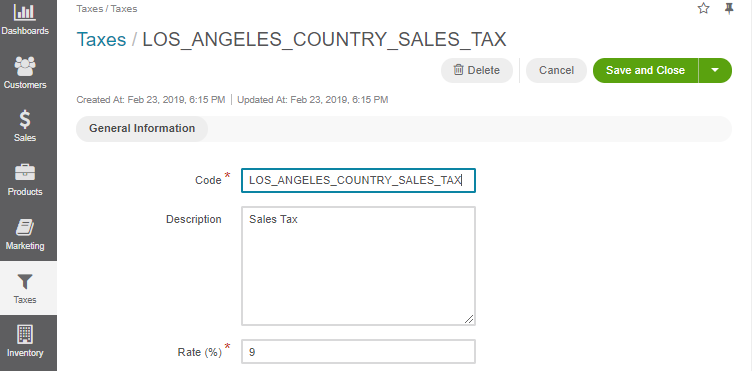 Dashboards
Customers
Sales
Products
Marketing
Taxes
Inventory
Taxes / Taxes
Taxes / LOS_ANGELES_COUNTRY_SALES_TAX
Delete
Cancel
Save and Close
Created At: Feb 23, 2019, 6:15 PM | Updated At: Feb 23, 2019, 6:15 PM
General Information
Code * LOS_ANGELES_COUNTRY_SALES_TAX
Description Sales Tax
Rate (%) * 9